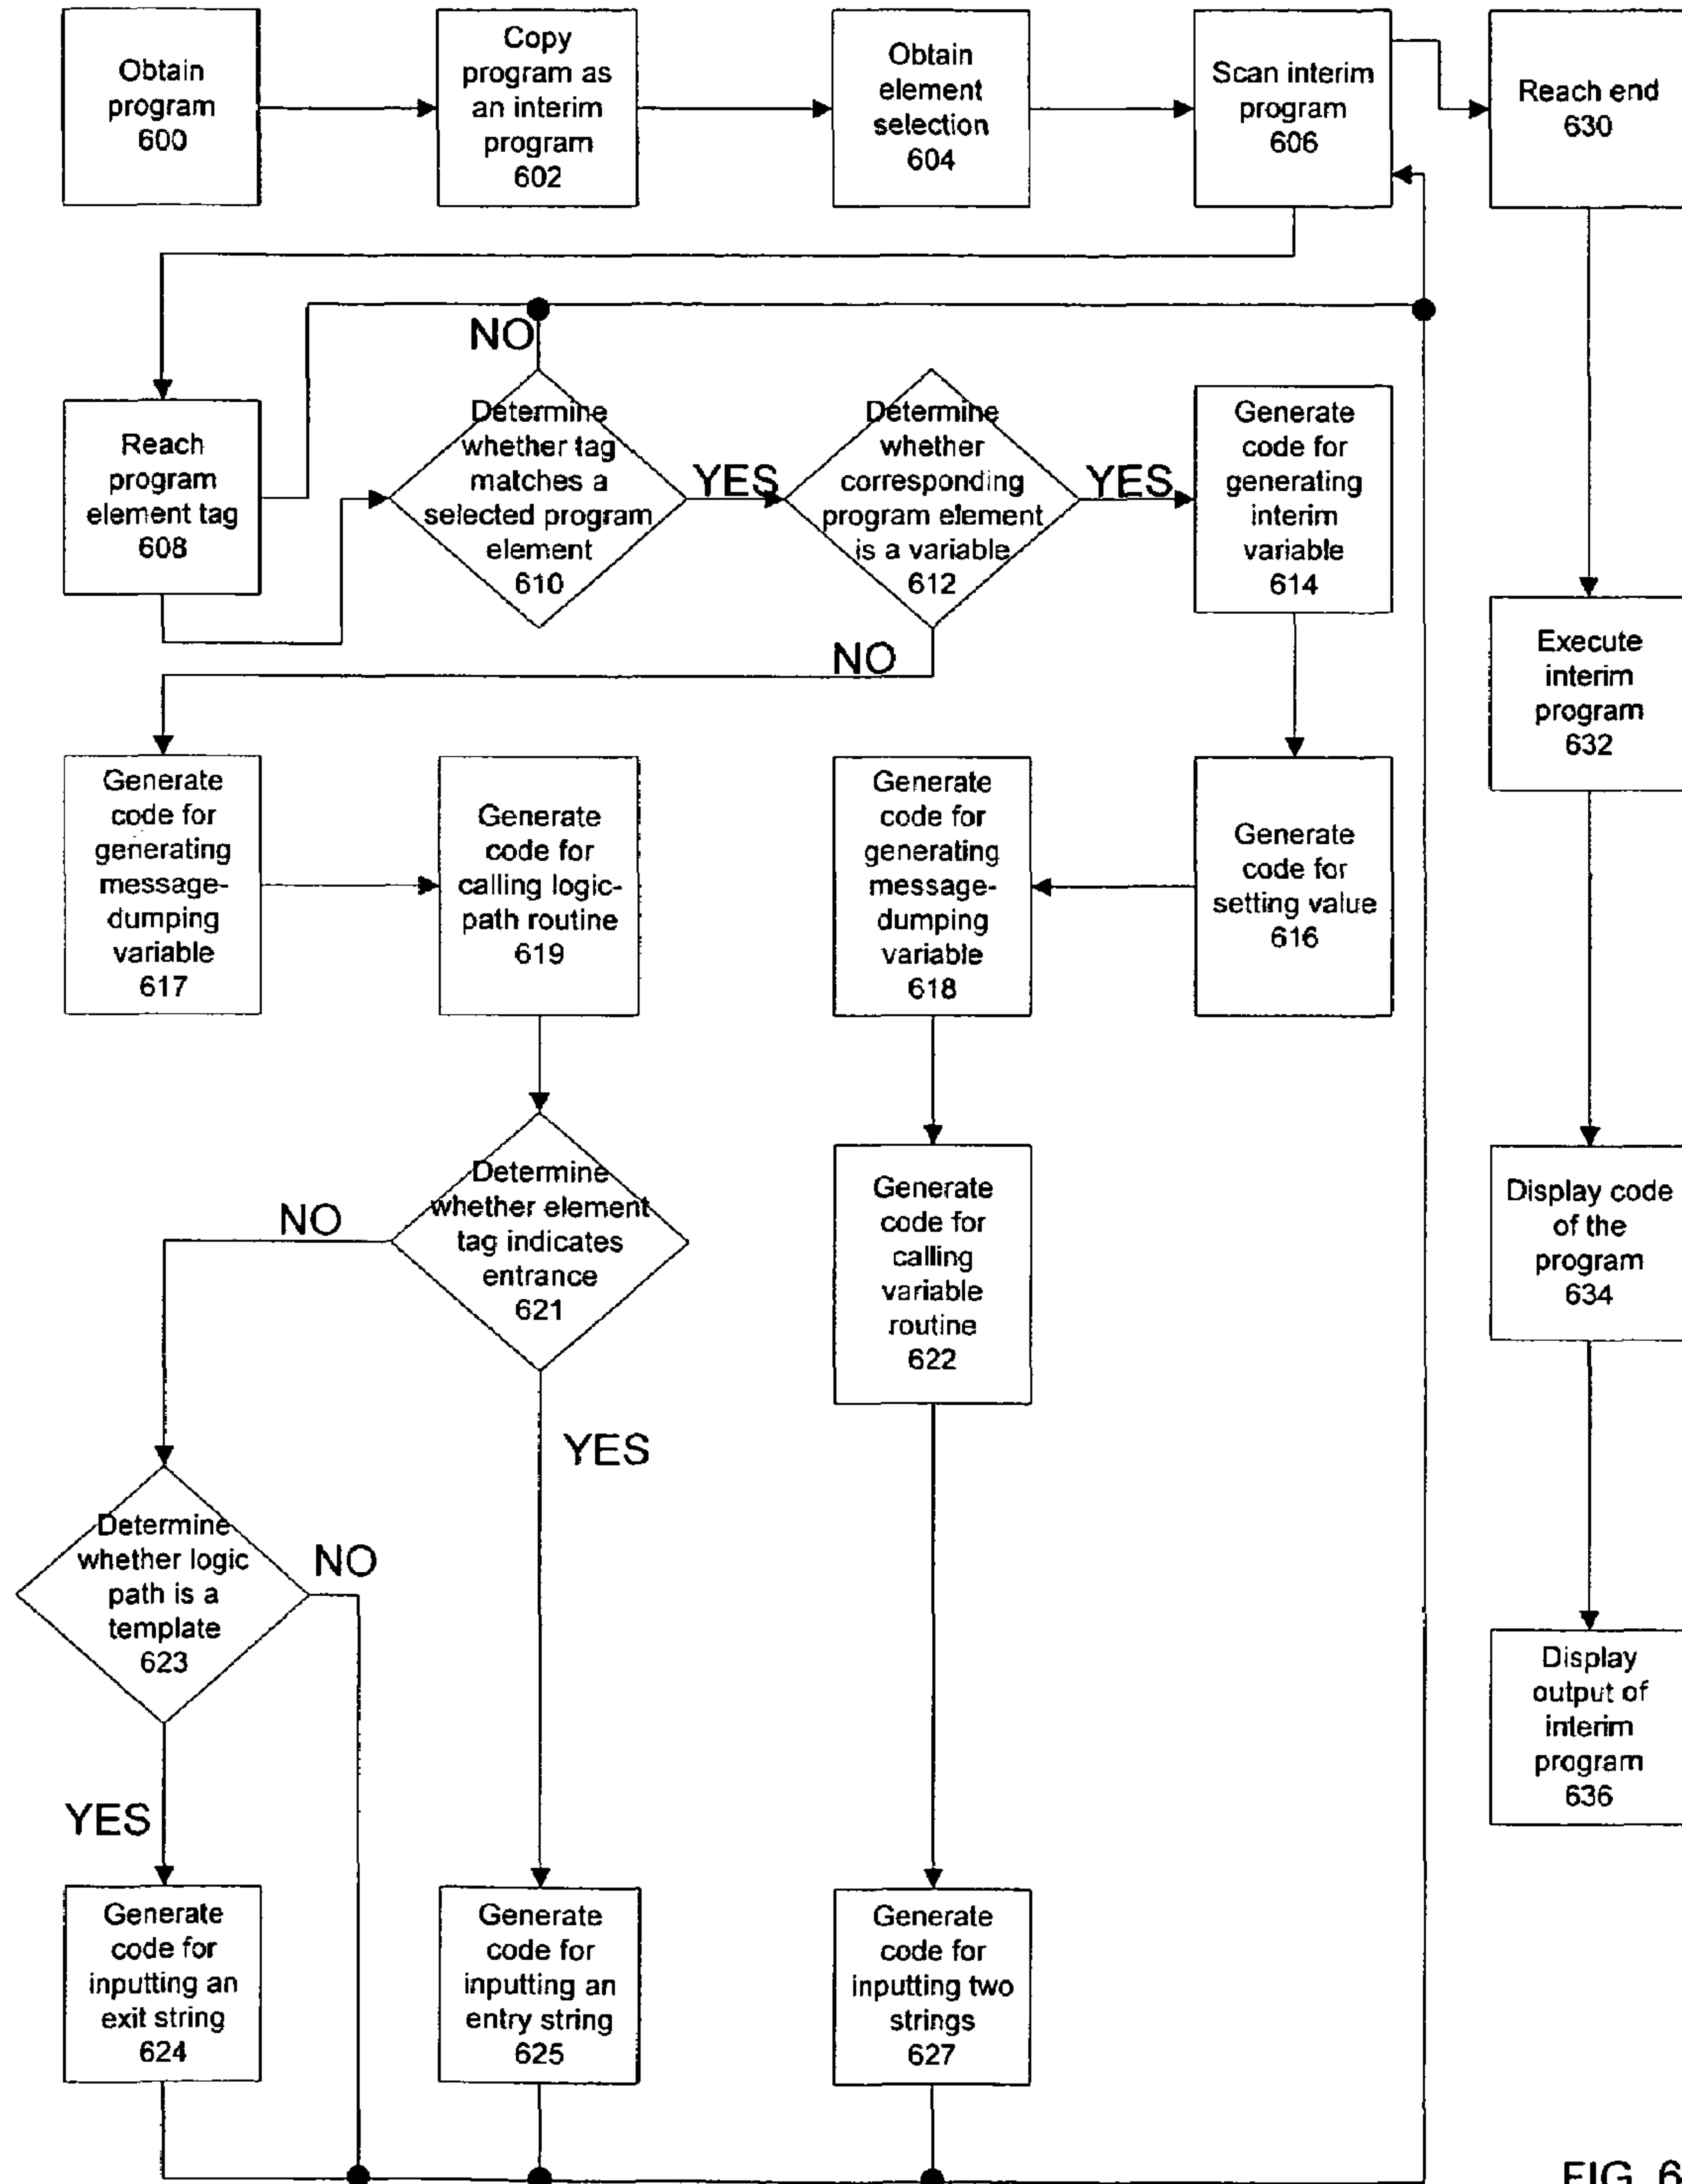 Obtain
program
600
Copy
program as
an interim
program
602
Obtain
element
selection
604
Scan interim
program
606
Reach end
630
NO
Reach
program
element tag
608
Determine
whether tag
matches a
selected program
element
610
YES
Determine
whether
corresponding
program element
is a variable
612
YES
Generate
code for
generating
interim
variable
614
NO
Execute
interim
program
632
Generate
code for
generating
message-
dumping
variable
617
Generate
code for
calling logic-
path routine
619
Generate
code for
generating
message-
dumping
variable
618
Generate
code for
setting value
616
Determine
whether element
tag indicates
entrance
621
NO
YES
Generate
code for
calling
variable
routine
622
Display code
of the
program
634
Determine
whether logic
path is a
template
623
NO
YES
Display
output of
interim
program
636
Generate
code for
inputting an
exit string
624
Generate
code for
inputting an
entry string
625
Generate
code for
inputting two
strings
627
FIG. 6